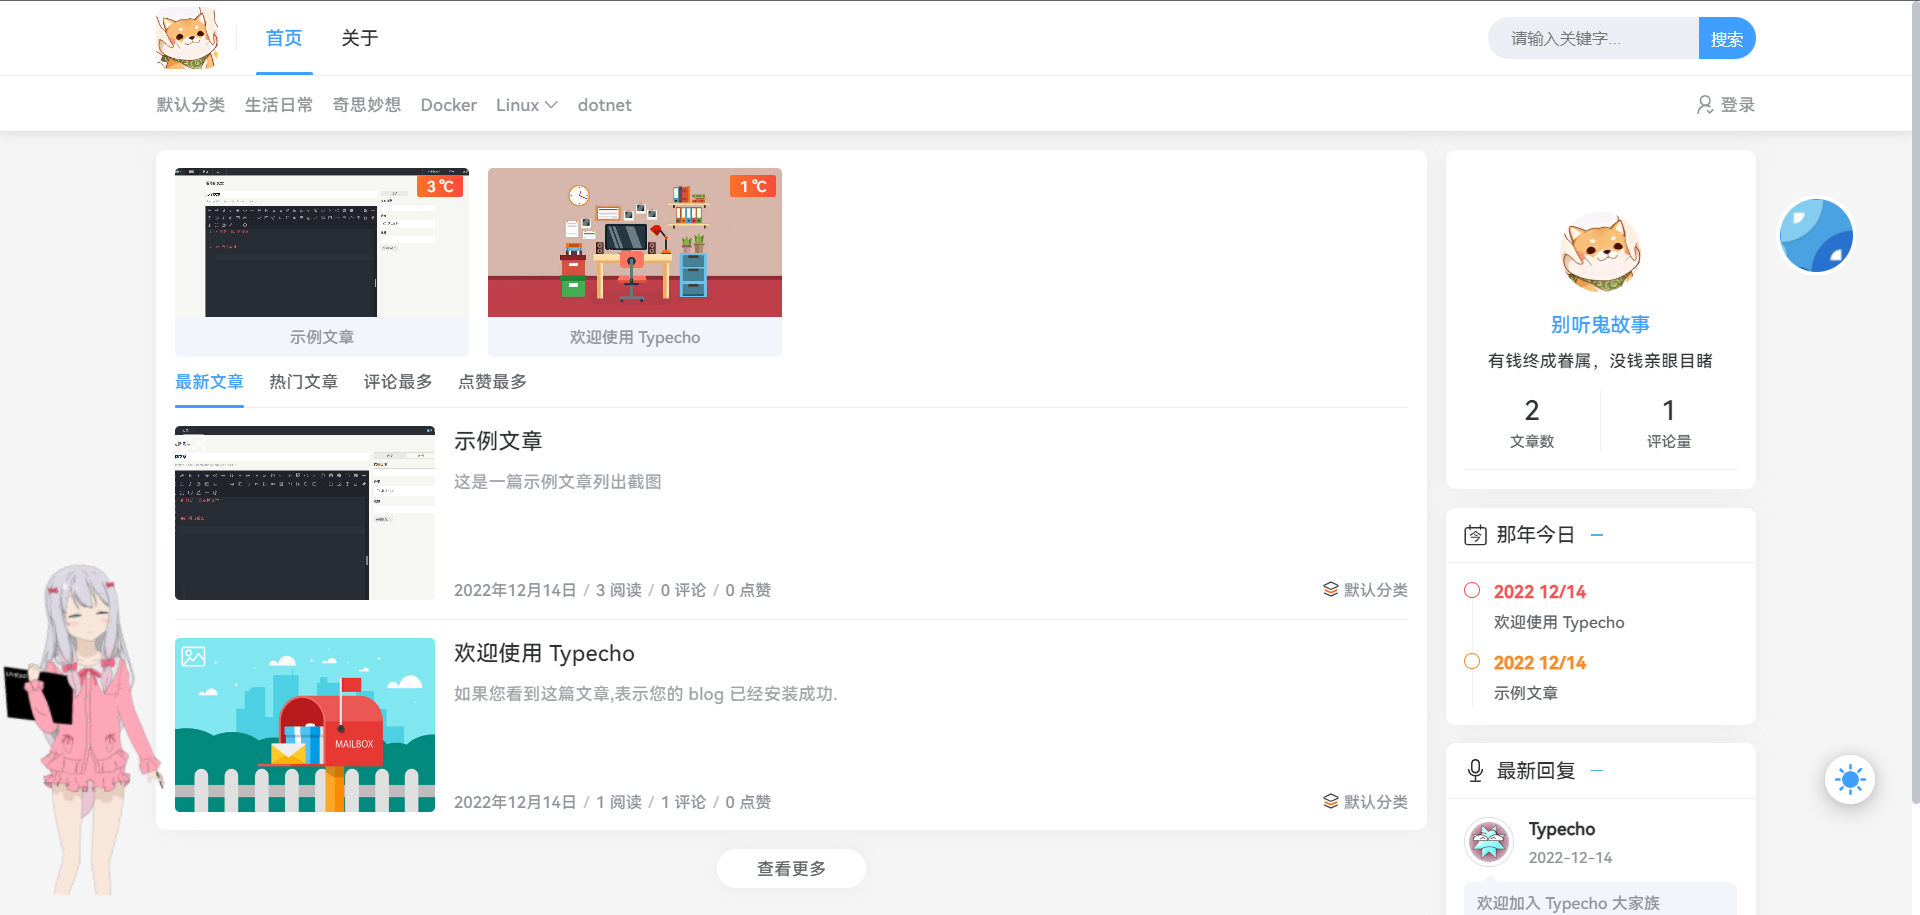 首页 关于 请输入关键字... 搜索
默认分类 生活日常 奇思妙想 Docker Linux dotnet 登录
3 ℃ 1 ℃
示例文章 欢迎使用 Typecho
最新文章 热门文章 评论最多 点赞最多
示例文章
这是一篇示例文章列出截图
2022年12月14日 / 3 阅读 / 0 评论 / 0 点赞 默认分类
欢迎使用 Typecho
如果您看到这篇文章,表示您的 blog 已经安装成功.
MAILBOX
2022年12月14日 / 1 阅读 / 1 评论 / 0 点赞 默认分类
查看更多
别听鬼故事
有钱终成眷属，没钱亲眼目睹
2 1
文章数 评论量
今 那年今日
2022 12/14
欢迎使用 Typecho
2022 12/14
示例文章
最新回复
Typecho
2022-12-14
欢迎加入 Typecho 大家族